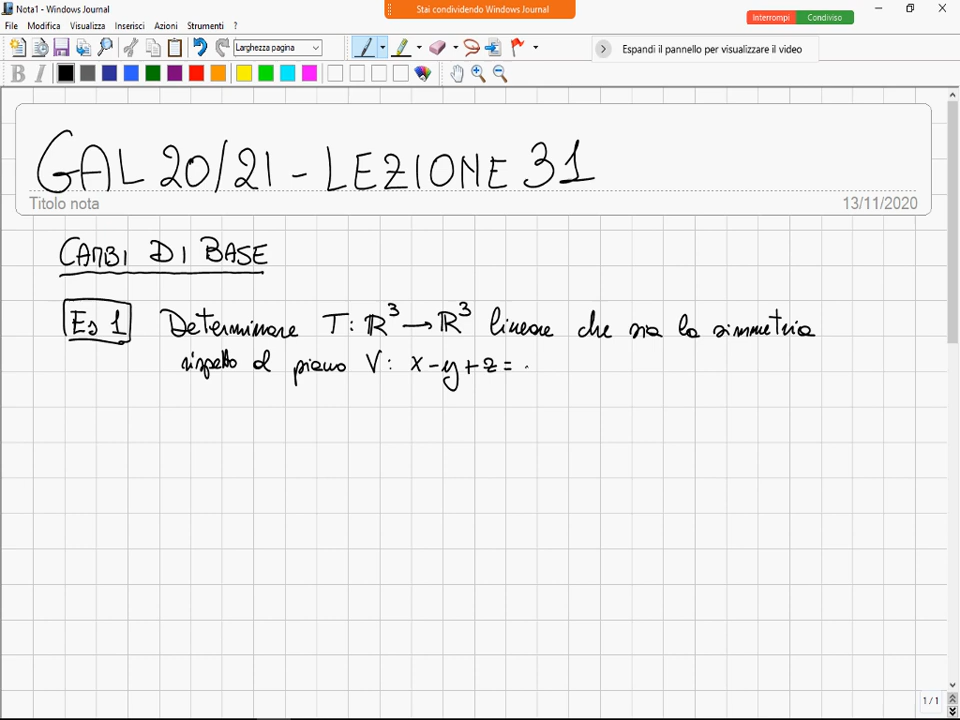 Nota1 - Windows Journal
Stai condividendo Windows Journal
Interrompi Condiviso
File Modifica Visualizza Inserisci Azioni Strumenti ?
Larghezza pagina
Espandi il pannello per visualizzare il video
B I
GAL 20/21 - LEZIONE 31
Titolo nota 13/11/2020
CAMBI DI BASE
Es 1 Determinare T: ℝ³ → ℝ³ lineare che sia la simmetria
rispetto al piano V: x - y + z =
1 / 1